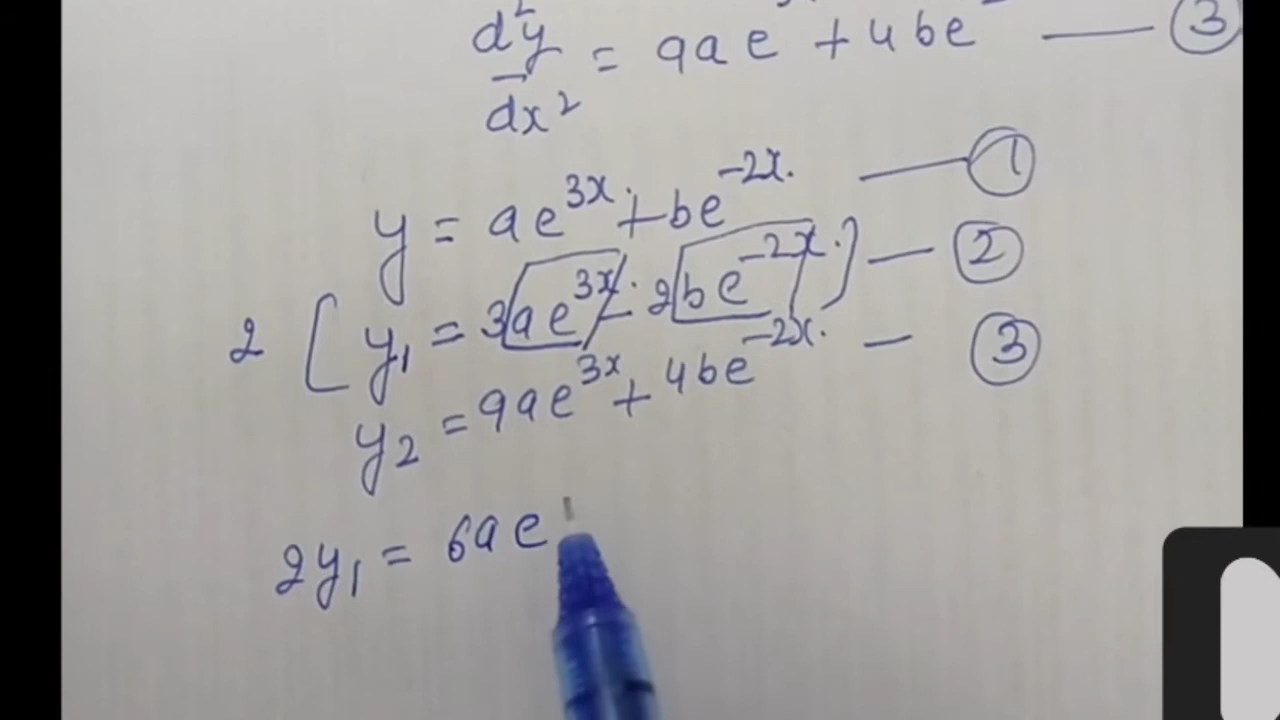 d²y/dx² = 9ae + 4be — ③
y = ae^{3x} + be^{-2x} — ①
2 [ y₁ = 3ae^{3x} - 2be^{-2x} ] — ②
y₂ = 9ae^{3x} + 4be^{-2x} — ③
2y₁ = 6ae